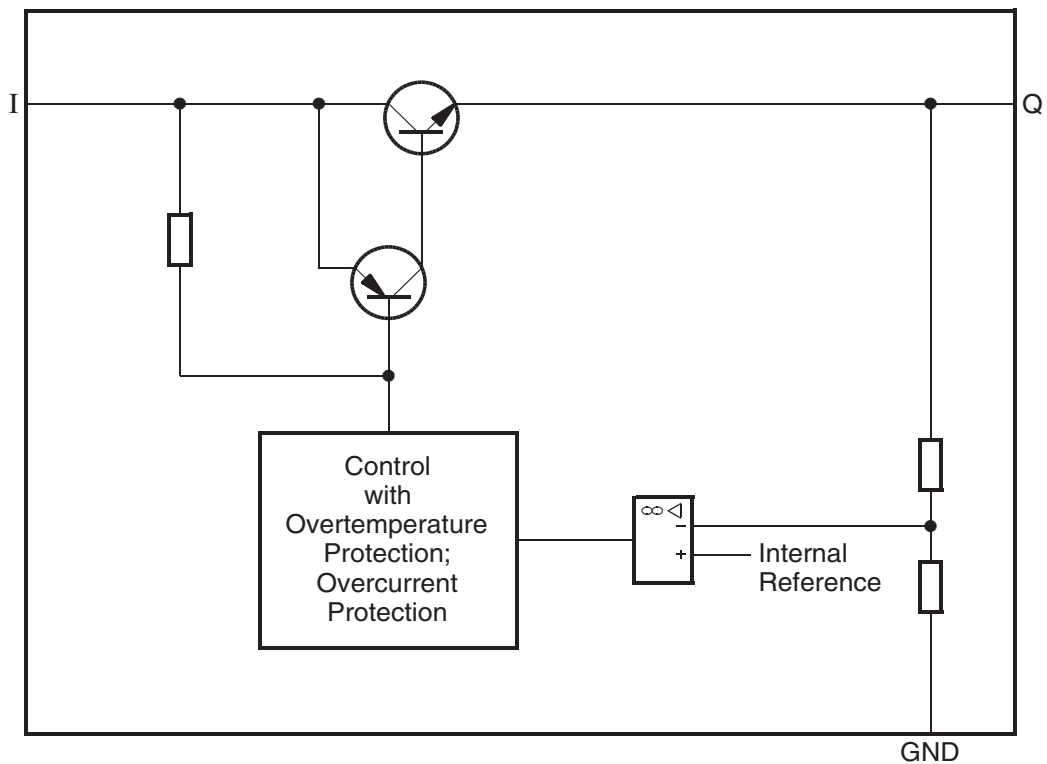 I
Q
Control
with
Overtemperature
Protection;
Overcurrent
Protection
∞ ◁
−
+
Internal
Reference
GND